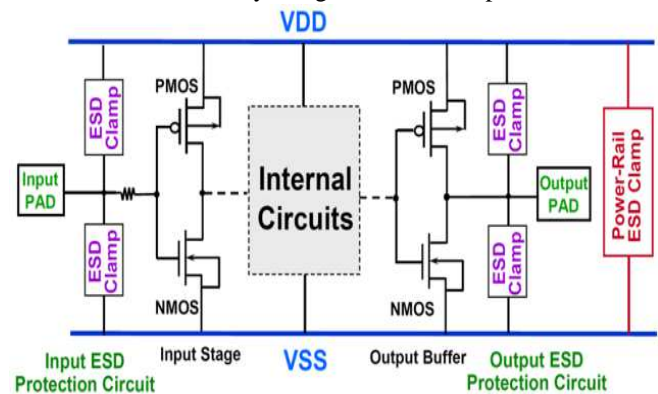 VDD
PMOS
PMOS
ESD
Clamp
ESD
Clamp
Input
PAD
Internal
Circuits
Output
PAD
Power-Rail
ESD Clamp
ESD
Clamp
ESD
Clamp
NMOS
NMOS
Input ESD
Protection Circuit
Input Stage
VSS
Output Buffer
Output ESD
Protection Circuit